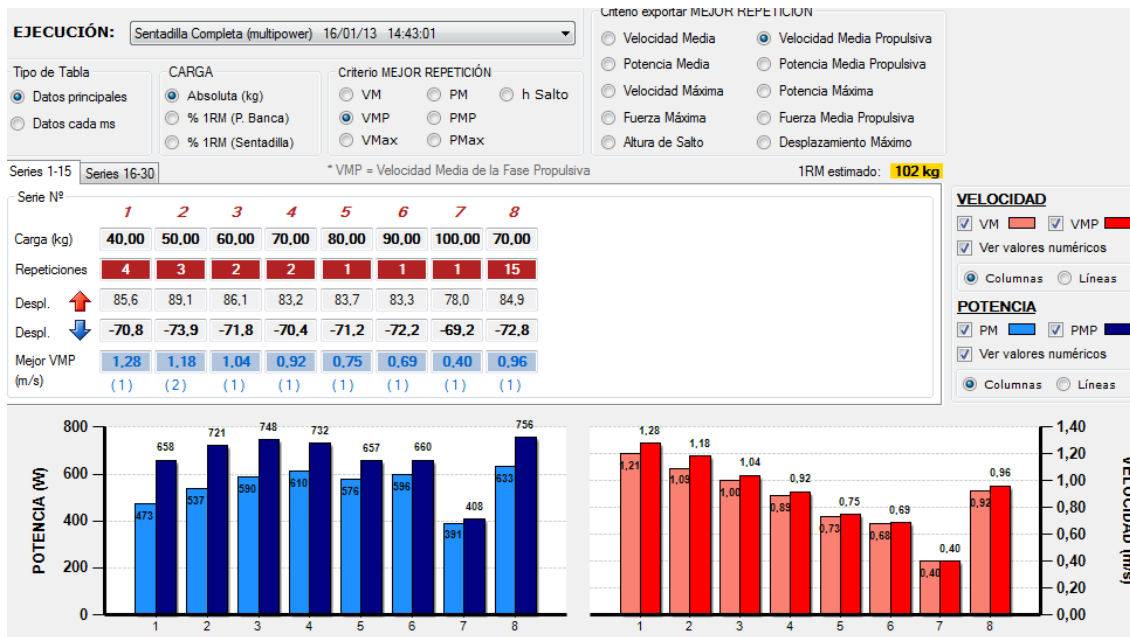 Criterio exportar MEJOR REPETICIÓN
EJECUCIÓN: Sentadilla Completa (multipower) 16/01/13 14:43:01
Velocidad Media Velocidad Media Propulsiva
Potencia Media Potencia Media Propulsiva
Velocidad Máxima Potencia Máxima
Fuerza Máxima Fuerza Media Propulsiva
Altura de Salto Desplazamiento Máximo
Tipo de Tabla CARGA Criterio MEJOR REPETICIÓN
Datos principales Absoluta (kg) VM PM h Salto
Datos cada ms % 1RM (P. Banca) VMP PMP
% 1RM (Sentadilla) VMax PMax
Series 1-15 Series 16-30 * VMP = Velocidad Media de la Fase Propulsiva 1RM estimado: 102 kg
Serie Nº
1 2 3 4 5 6 7 8
Carga (kg) 40,00 50,00 60,00 70,00 80,00 90,00 100,00 70,00
Repeticiones 4 3 2 2 1 1 1 15
Despl. 85,6 89,1 86,1 83,2 83,7 83,3 78,0 84,9
Despl. -70,8 -73,9 -71,8 -70,4 -71,2 -72,2 -69,2 -72,8
Mejor VMP 1,28 1,18 1,04 0,92 0,75 0,69 0,40 0,96
(m/s) (1) (2) (1) (1) (1) (1) (1) (1)
VELOCIDAD
VM VMP
Ver valores numéricos
Columnas Líneas
POTENCIA
PM PMP
Ver valores numéricos
Columnas Líneas
POTENCIA (W)
800
600
400
200
0
658 721 748 732 657 660 408 756
473 537 590 610 576 596 391 633
1 2 3 4 5 6 7 8
1,28 1,18 1,04 0,92 0,75 0,69 0,40 0,96
1,21 1,09 1,00 0,89 0,73 0,68 0,40 0,92
1 2 3 4 5 6 7 8
1,40
1,20
1,00
0,80
0,60
0,40
0,20
0,00
VELOCIDAD (m/s)